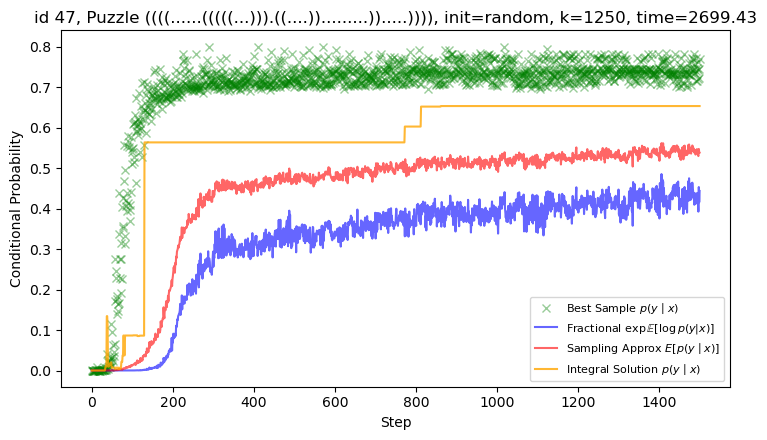 id 47, Puzzle ((((......(((((...))).((....)).........)).....)))), init=random, k=1250, time=2699.43
Conditional Probability
0.8
0.7
0.6
0.5
0.4
0.3
0.2
0.1
0.0
Best Sample p(y | x)
Fractional exp𝔼[log p(y|x)]
Sampling Approx E[p(y | x)]
Integral Solution p(y | x)
0 200 400 600 800 1000 1200 1400
Step